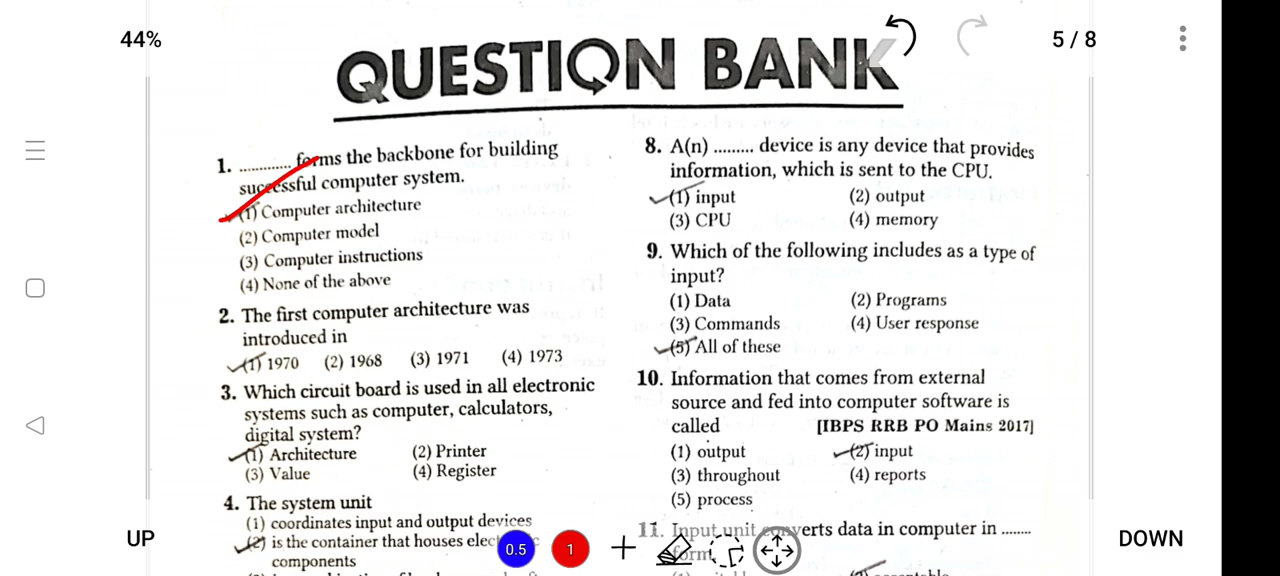 44%
5 / 8
QUESTION BANK
1. ............ forms the backbone for building
successful computer system.
(1) Computer architecture
(2) Computer model
(3) Computer instructions
(4) None of the above
2. The first computer architecture was
introduced in
(1) 1970 (2) 1968 (3) 1971 (4) 1973
3. Which circuit board is used in all electronic
systems such as computer, calculators,
digital system?
(1) Architecture (2) Printer
(3) Value (4) Register
4. The system unit
(1) coordinates input and output devices
(2) is the container that houses
components
8. A(n) ......... device is any device that provides
information, which is sent to the CPU.
(1) input (2) output
(3) CPU (4) memory
9. Which of the following includes as a type of
input?
(1) Data (2) Programs
(3) Commands (4) User response
(5) All of these
10. Information that comes from external
source and fed into computer software is
called [IBPS RRB PO Mains 2017]
(1) output (2) input
(3) throughout (4) reports
(5) process
11. Input unit converts data in computer in ........
form.
UP
0.5
1
DOWN